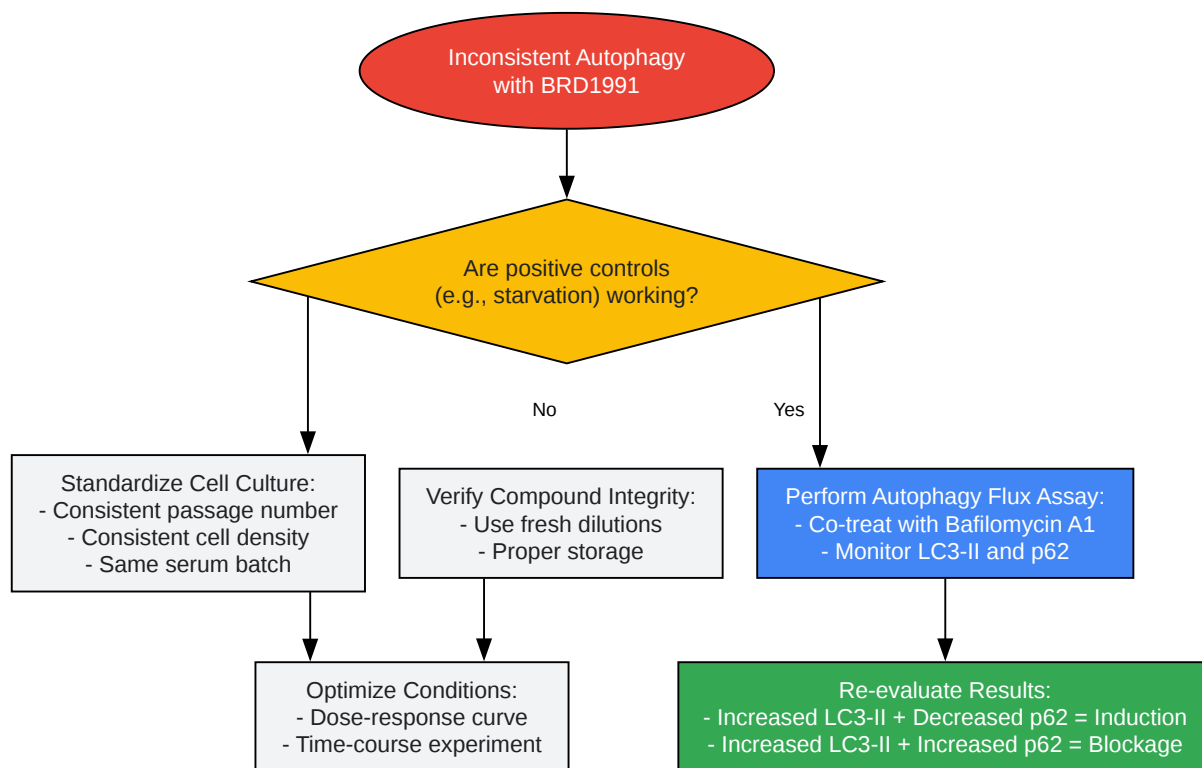 Inconsistent Autophagy
with BRD1991
Are positive controls
(e.g., starvation) working?
No
Yes
Standardize Cell Culture:
- Consistent passage number
- Consistent cell density
- Same serum batch
Verify Compound Integrity:
- Use fresh dilutions
- Proper storage
Perform Autophagy Flux Assay:
- Co-treat with Bafilomycin A1
- Monitor LC3-II and p62
Optimize Conditions:
- Dose-response curve
- Time-course experiment
Re-evaluate Results:
- Increased LC3-II + Decreased p62 = Induction
- Increased LC3-II + Increased p62 = Blockage